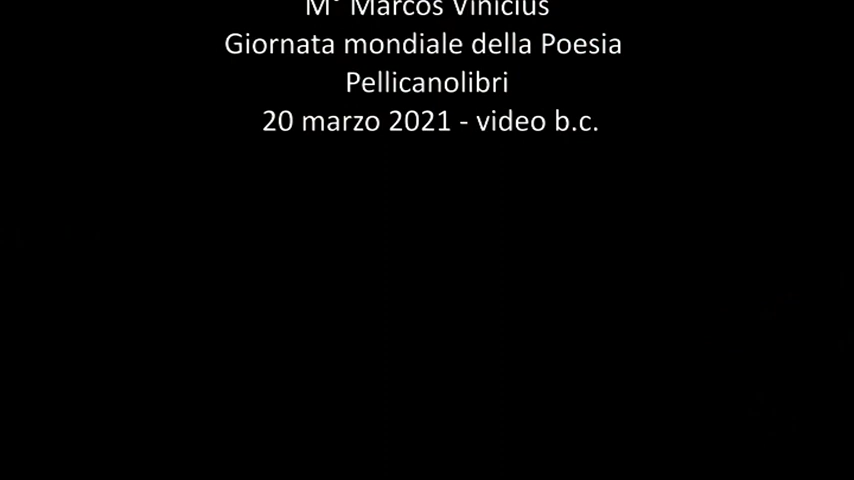 M° Marcos Vinicius
Giornata mondiale della Poesia
Pellicanolibri
20 marzo 2021 - video b.c.